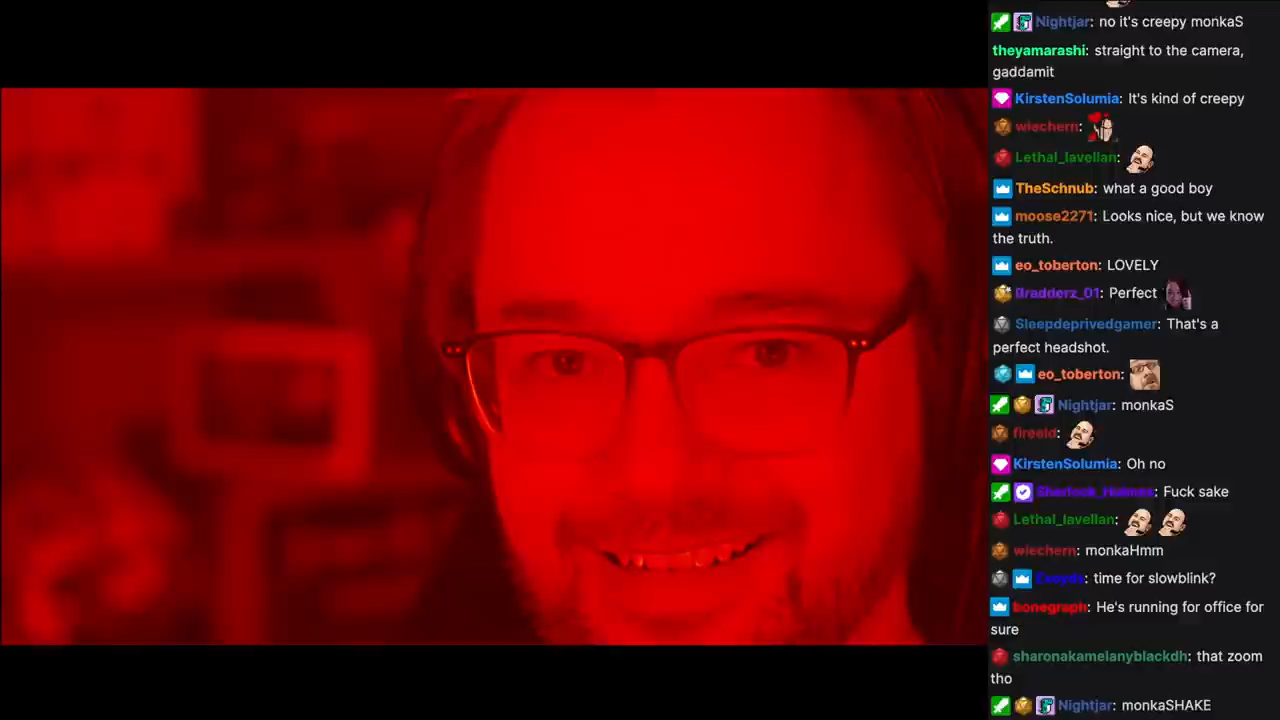 Nightjar: no it's creepy monkaS
theyamarashi: straight to the camera,
gaddamit
KirstenSolumia: It's kind of creepy
wiechern:
Lethal_lavellan:
TheSchnub: what a good boy
moose2271: Looks nice, but we know
the truth.
eo_toberton: LOVELY
Bradderz_01: Perfect
Sleepdeprivedgamer: That's a
perfect headshot.
eo_toberton:
Nightjar: monkaS
fireeId:
KirstenSolumia: Oh no
Sherlock_Holmes: Fuck sake
Lethal_lavellan:
wiechern: monkaHmm
time for slowblink?
bonegraph: He's running for office for
sure
sharonakamelanyblackdh: that zoom
tho
Nightjar: monkaSHAKE